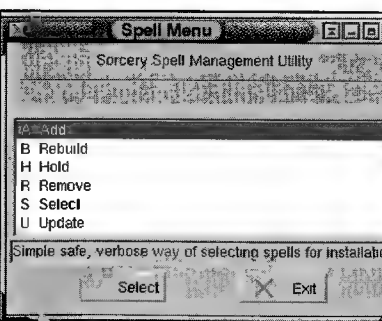 Spell Menu
Sorcery Spell Management Utility
A Add
B Rebuild
H Hold
R Remove
S Select
U Update
Simple safe, verbose way of selecting spells for
Select
Exit